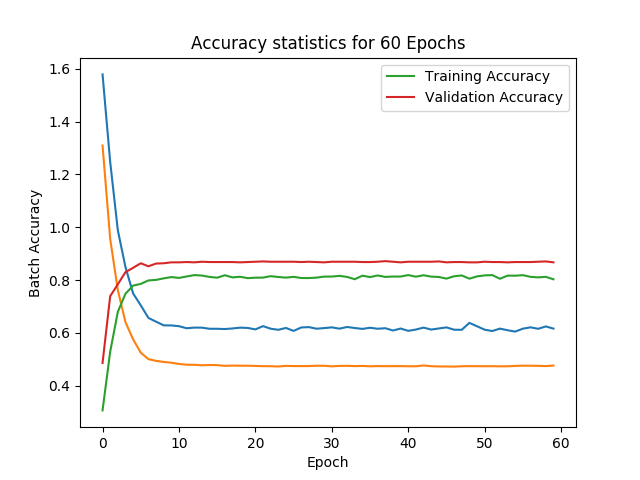 Accuracy statistics for 60 Epochs
Training Accuracy
Validation Accuracy
Batch Accuracy
1.6
1.4
1.2
1.0
0.8
0.6
0.4
0 10 20 30 40 50 60
Epoch